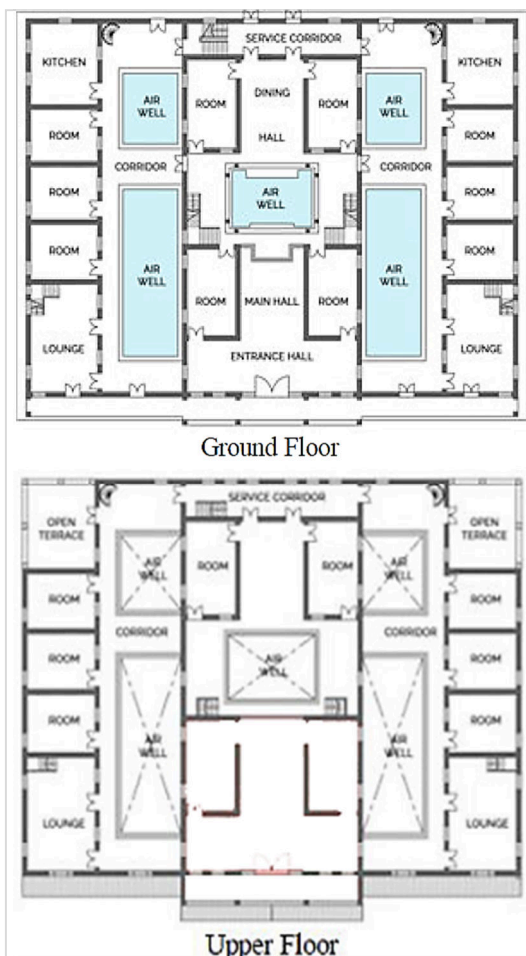 SERVICE CORRIDOR
KITCHEN
KITCHEN
AIR
WELL
ROOM
DINING
HALL
ROOM
AIR
WELL
ROOM
ROOM
CORRIDOR
CORRIDOR
ROOM
AIR
WELL
ROOM
ROOM
AIR
WELL
ROOM
MAIN HALL
ROOM
AIR
WELL
ROOM
LOUNGE
ENTRANCE HALL
LOUNGE
Ground Floor
SERVICE CORRIDOR
OPEN
TERRACE
OPEN
TERRACE
AIR
WELL
ROOM
ROOM
AIR
WELL
ROOM
ROOM
CORRIDOR
CORRIDOR
ROOM
ROOM
AIR
WELL
ROOM
AIR
WELL
AIR
WELL
ROOM
LOUNGE
LOUNGE
Upper Floor